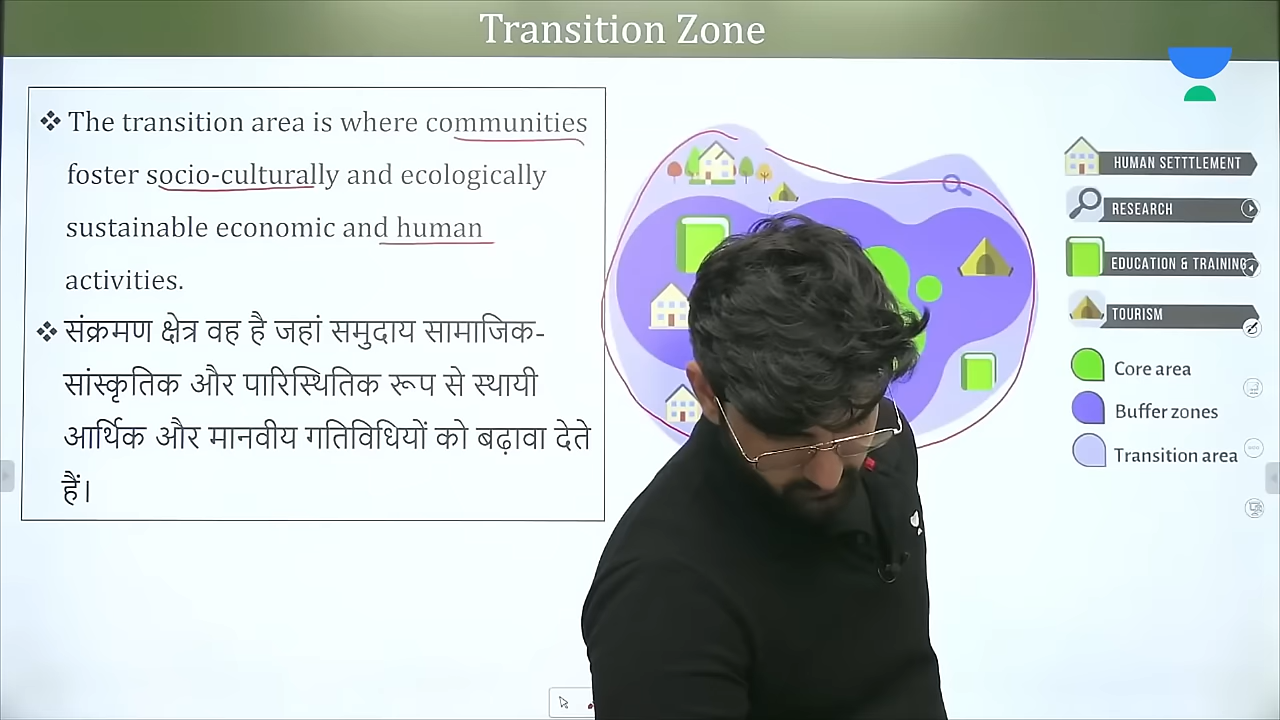 Transition Zone
❖ The transition area is where communities
foster socio-culturally and ecologically
sustainable economic and human
activities.
❖ संक्रमण क्षेत्र वह है जहां समुदाय सामाजिक-
सांस्कृतिक और पारिस्थितिक रूप से स्थायी
आर्थिक और मानवीय गतिविधियों को बढ़ावा देते
हैं।
HUMAN SETTTLEMENT
RESEARCH
EDUCATION & TRAINING
TOURISM
Core area
Buffer zones
Transition area